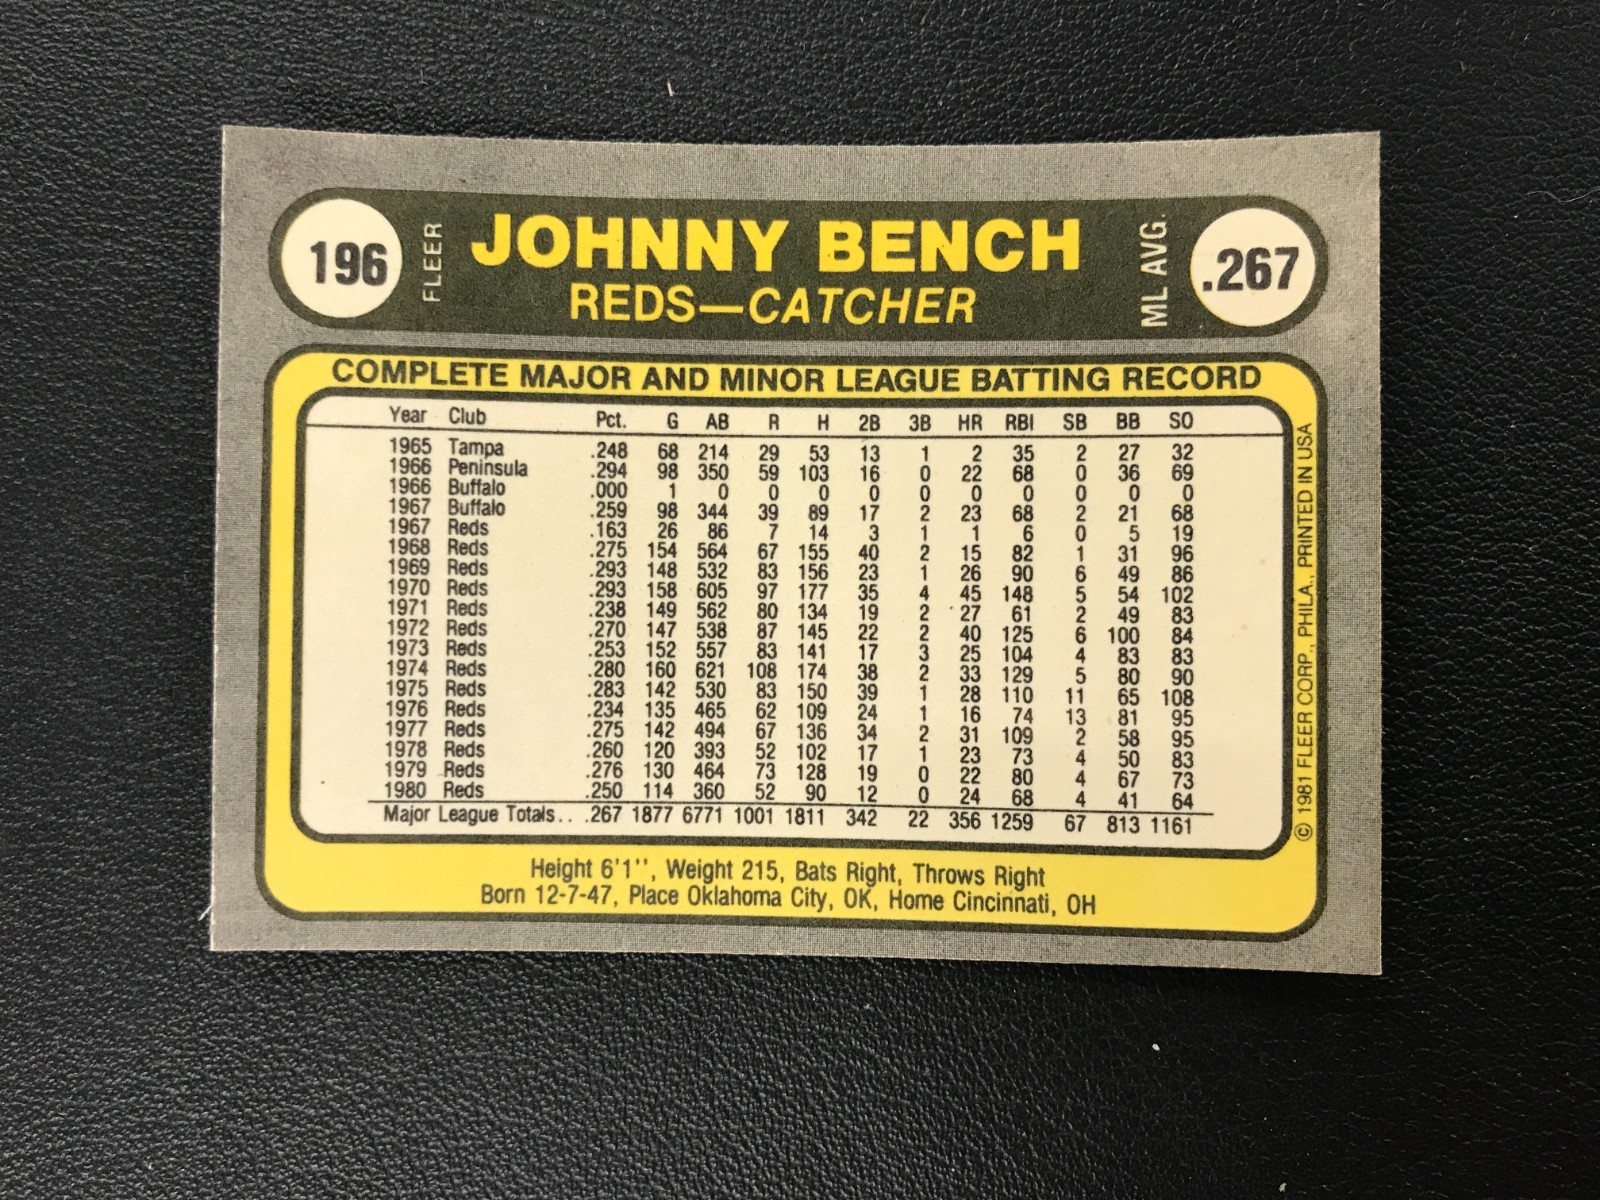 196 FLEER JOHNNY BENCH ML AVG. .267
REDS—CATCHER
COMPLETE MAJOR AND MINOR LEAGUE BATTING RECORD
Year Club Pct. G AB R H 2B 3B HR RBI SB BB SO
1965 Tampa .248 68 214 29 53 13 1 2 35 2 27 32
1966 Peninsula .294 98 350 59 103 16 0 22 68 0 36 69
1966 Buffalo .000 1 0 0 0 0 0 0 0 0 0 0
1967 Buffalo .259 98 344 39 89 17 2 23 68 2 21 68
1967 Reds .163 26 86 7 14 3 1 1 6 0 5 19
1968 Reds .275 154 564 67 155 40 2 15 82 1 31 96
1969 Reds .293 148 532 83 156 23 1 26 90 6 49 86
1970 Reds .293 158 605 97 177 35 4 45 148 5 54 102
1971 Reds .238 149 562 80 134 19 2 27 61 2 49 83
1972 Reds .270 147 538 87 145 22 2 40 125 6 100 84
1973 Reds .253 152 557 83 141 17 3 25 104 4 83 83
1974 Reds .280 160 621 108 174 38 2 33 129 5 80 90
1975 Reds .283 142 530 83 150 39 1 28 110 11 65 108
1976 Reds .234 135 465 62 109 24 1 16 74 13 81 95
1977 Reds .275 142 494 67 136 34 2 31 109 2 58 95
1978 Reds .260 120 393 52 102 17 1 23 73 4 50 83
1979 Reds .276 130 464 73 128 19 0 22 80 4 67 73
1980 Reds .250 114 360 52 90 12 0 24 68 4 41 64
Major League Totals.. .267 1877 6771 1001 1811 342 22 356 1259 67 813 1161
Height 6'1'', Weight 215, Bats Right, Throws Right
Born 12-7-47, Place Oklahoma City, OK, Home Cincinnati, OH
© 1981 FLEER CORP., PHILA., PRINTED IN USA